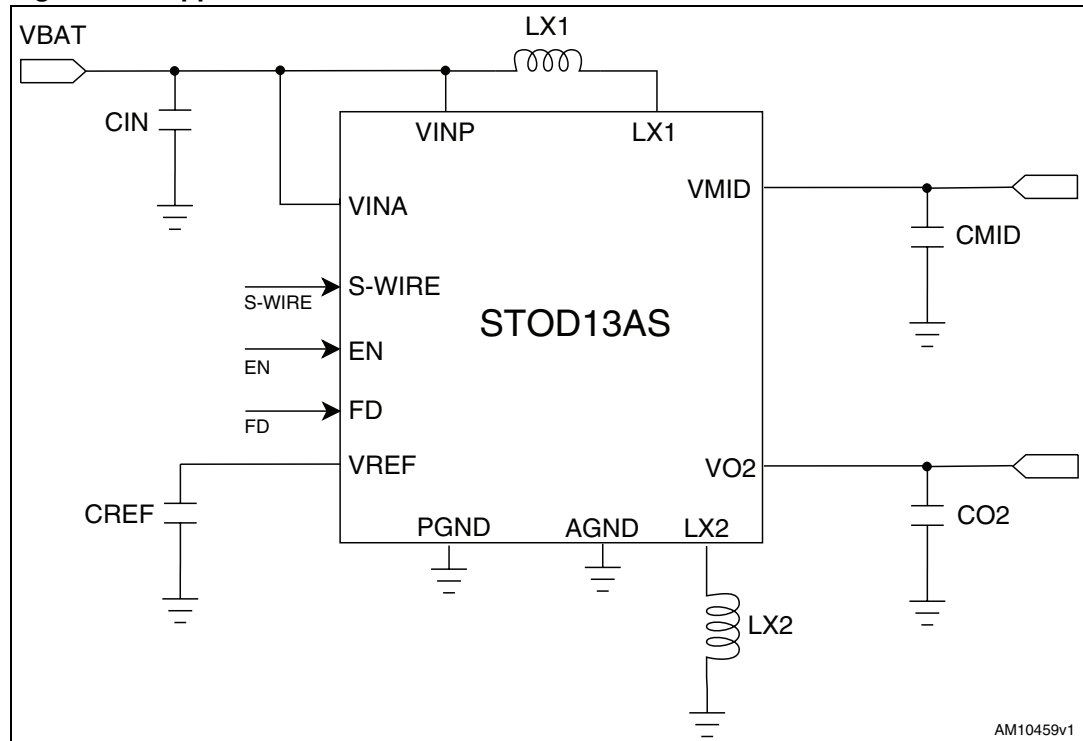 VBAT
LX1
CIN
VINP
LX1
VINA
VMID
CMID
S-WIRE
S-WIRE
STOD13AS
EN
EN
FD
FD
VREF
VO2
CREF
CO2
PGND
AGND
LX2
LX2
AM10459v1